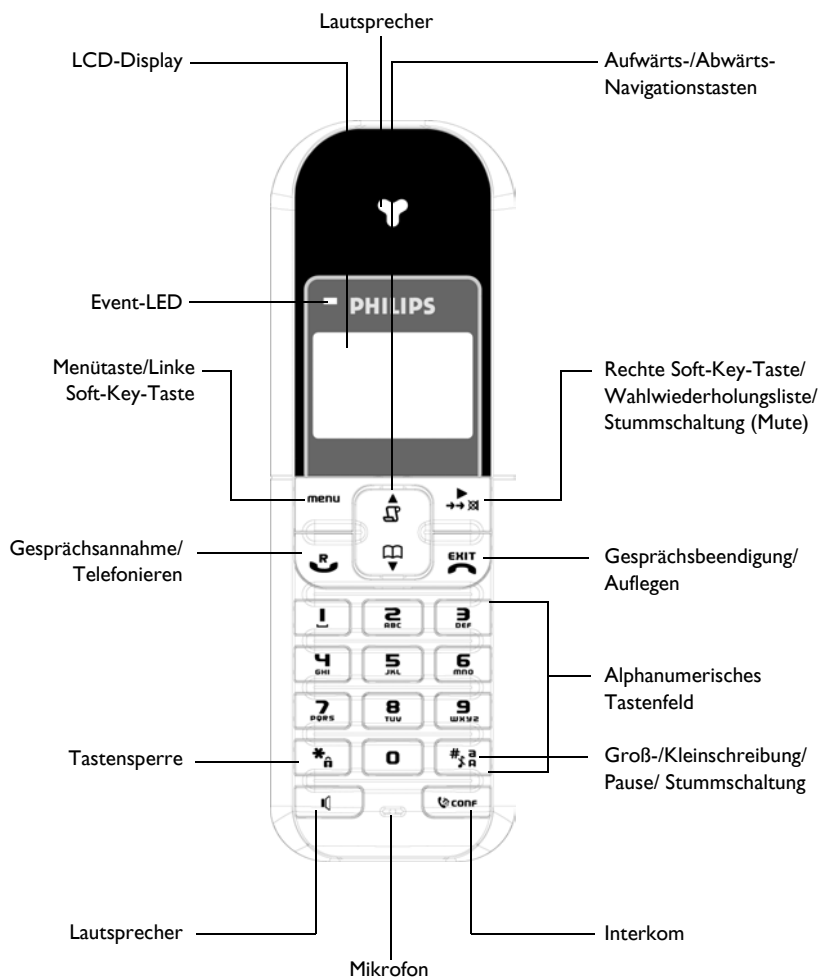 Lautsprecher
LCD-Display
Aufwärts-/Abwärts-
Navigationstasten
Event-LED
PHILIPS
Menütaste/Linke
Soft-Key-Taste
Rechte Soft-Key-Taste/
Wahlwiederholungsliste/
Stummschaltung (Mute)
menu
Gesprächsannahme/
Telefonieren
R
EXIT
Gesprächsbeendigung/
Auflegen
1 2 ABC 3 DEF
4 GHI 5 JKL 6 MNO
Alphanumerisches
Tastenfeld
7 PQRS 8 TUV 9 WXYZ
Tastensperre
* 0 # a A
Groß-/Kleinschreibung/
Pause/ Stummschaltung
CONF
Lautsprecher
Interkom
Mikrofon